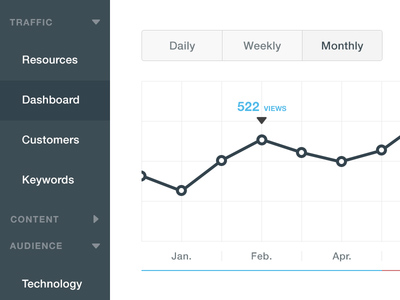 TRAFFIC
Resources
Dashboard
Customers
Keywords
CONTENT
AUDIENCE
Technology
Daily Weekly Monthly
522 VIEWS
Jan. Feb. Apr.